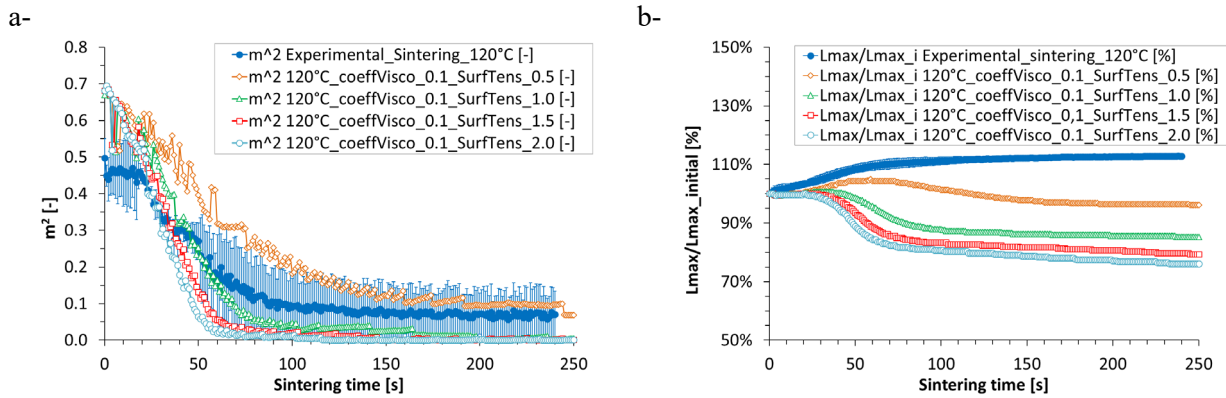 a-
0.8
0.7
0.6
0.5
0.4
0.3
0.2
0.1
0.0
m² [-]
m^2 Experimental_Sintering_120°C [-]
m^2 120°C_coeffVisco_0.1_SurfTens_0.5 [-]
m^2 120°C_coeffVisco_0.1_SurfTens_1.0 [-]
m^2 120°C_coeffVisco_0.1_SurfTens_1.5 [-]
m^2 120°C_coeffVisco_0.1_SurfTens_2.0 [-]
0 50 100 150 200 250
Sintering time [s]
b-
150%
130%
110%
90%
70%
50%
Lmax/Lmax_initial [%]
Lmax/Lmax_i Experimental_sintering_120°C [%]
Lmax/Lmax_i 120°C_coeffVisco_0.1_SurfTens_0.5 [%]
Lmax/Lmax_i 120°C_coeffVisco_0.1_SurfTens_1.0 [%]
Lmax/Lmax_i 120°C_coeffVisco_0.1_SurfTens_1.5 [%]
Lmax/Lmax_i 120°C_coeffVisco_0.1_SurfTens_2.0 [%]
0 50 100 150 200 250
Sintering time [s]